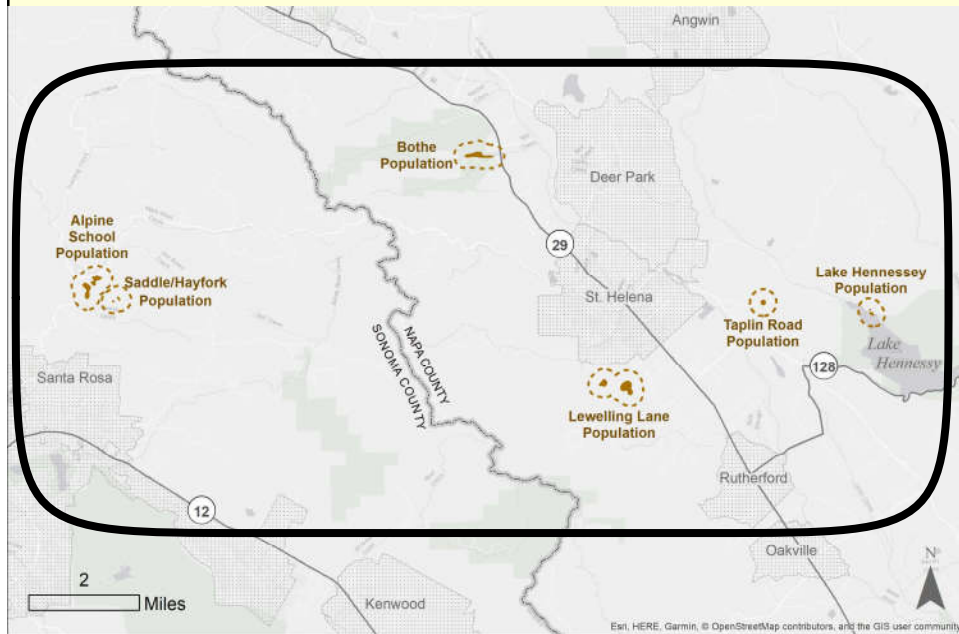 Angwin
Bothe
Population
Deer Park
Alpine
School
Population
29
Saddle/Hayfork
Population
St. Helena
Lake Hennessey
Population
Taplin Road
Population
Lake
Hennessy
NAPA COUNTY
SONOMA COUNTY
128
Santa Rosa
Lewelling Lane
Population
Rutherford
12
Oakville
N
2
Miles
Kenwood
Esri, HERE, Garmin, © OpenStreetMap contributors, and the GIS user community